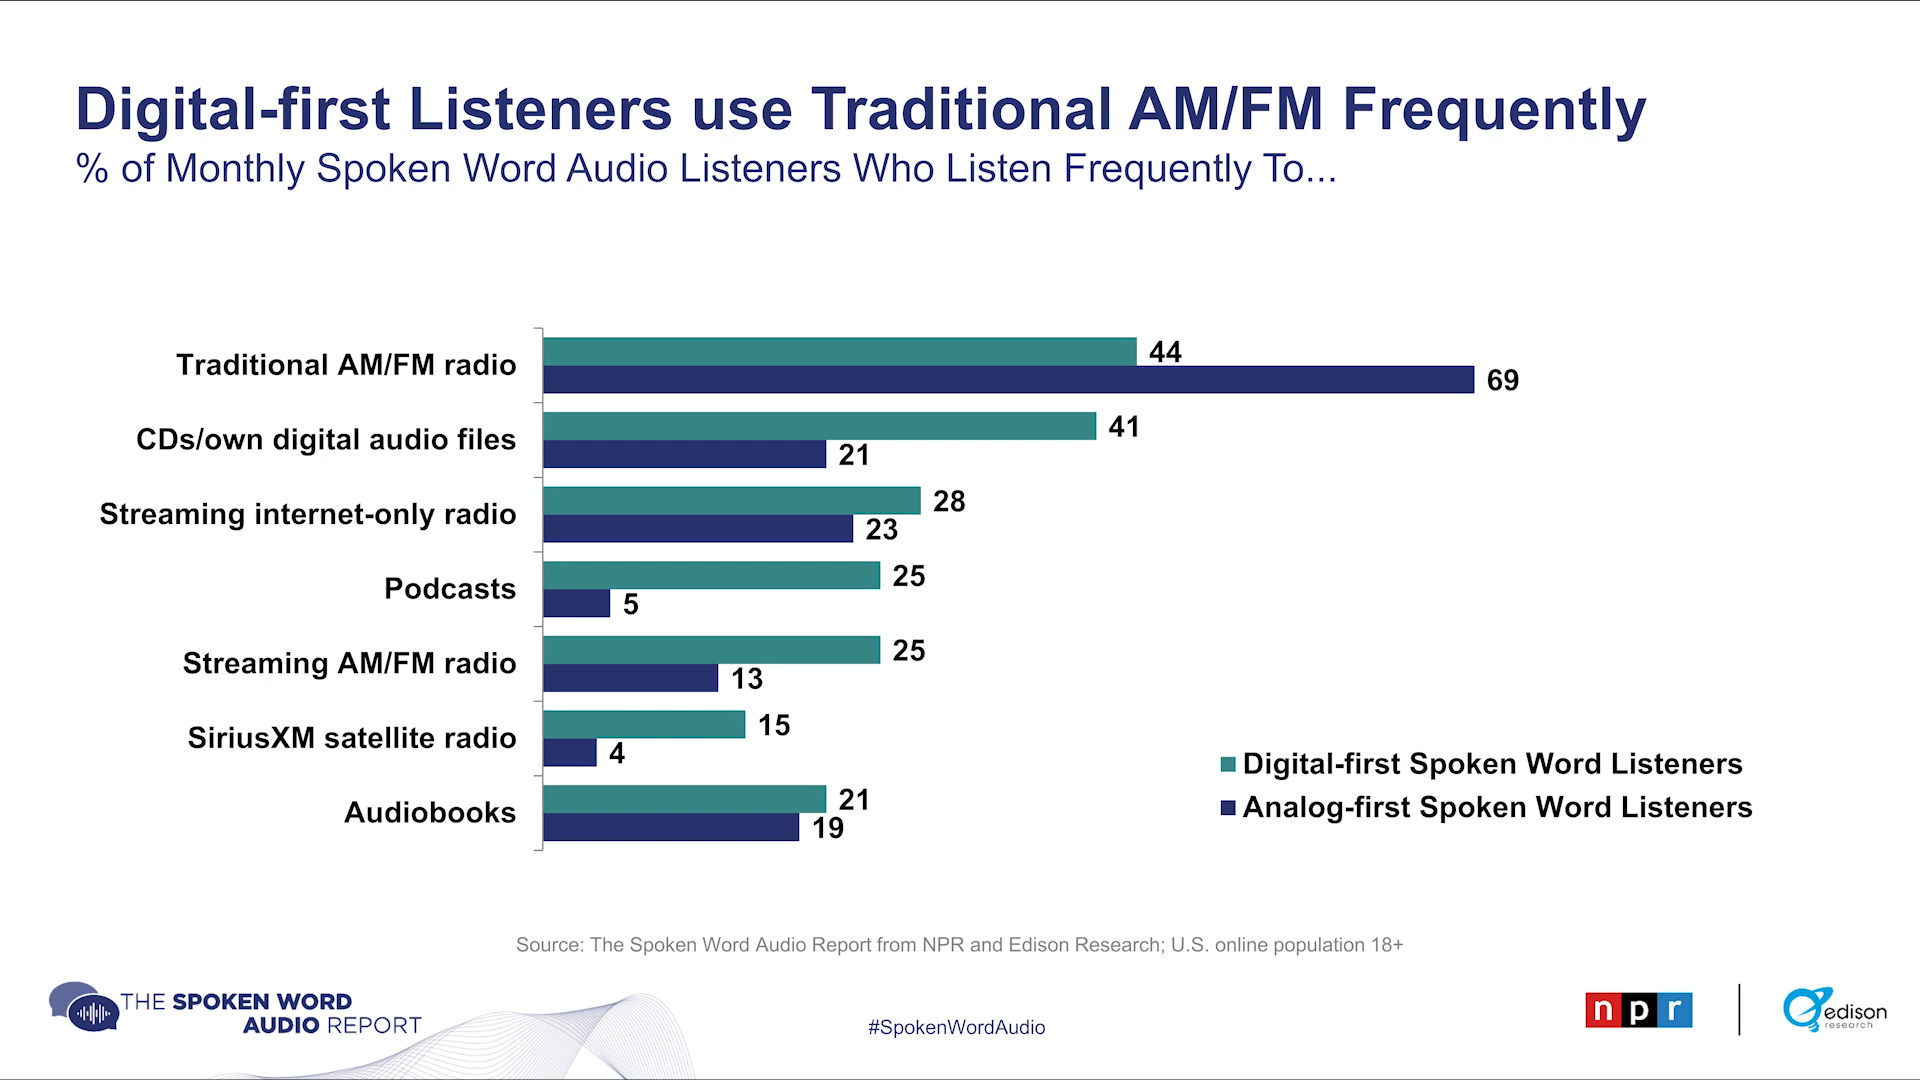 Digital-first Listeners use Traditional AM/FM Frequently
% of Monthly Spoken Word Audio Listeners Who Listen Frequently To...
Traditional AM/FM radio
44
69
CDs/own digital audio files
41
21
Streaming internet-only radio
28
23
Podcasts
25
5
Streaming AM/FM radio
25
13
SiriusXM satellite radio
15
4
Audiobooks
21
19
Digital-first Spoken Word Listeners
Analog-first Spoken Word Listeners
Source: The Spoken Word Audio Report from NPR and Edison Research; U.S. online population 18+
THE SPOKEN WORD
AUDIO REPORT
#SpokenWordAudio
npr
edison
research